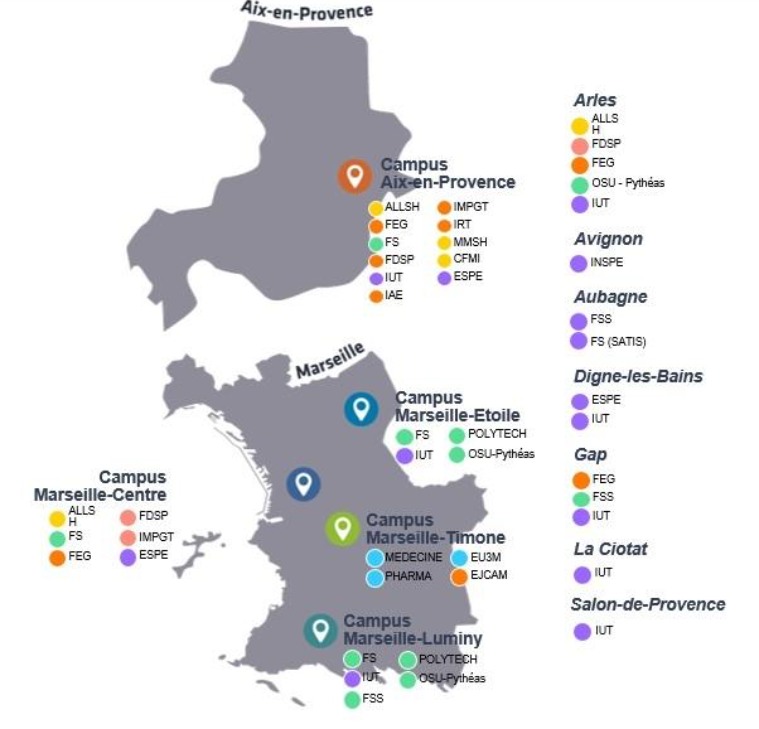 Aix-en-Provence
Campus
Aix-en-Provence
ALLSH
FEG
FS
FDSP
IUT
IAE
IMPGT
IRT
MMSH
CFMI
ESPE
Marseille
Campus
Marseille-Etoile
FS
IUT
POLYTECH
OSU-Pythéas
Campus
Marseille-Centre
ALLS
H
FS
FEG
FDSP
IMPGT
ESPE
Campus
Marseille-Timone
MEDECINE
PHARMA
EU3M
EJCAM
Campus
Marseille-Luminy
FS
IUT
FSS
POLYTECH
OSU-Pythéas
Arles
ALLS
H
FDSP
FEG
OSU - Pythéas
IUT
Avignon
INSPE
Aubagne
FSS
FS (SATIS)
Digne-les-Bains
ESPE
IUT
Gap
FEG
FSS
IUT
La Ciotat
IUT
Salon-de-Provence
IUT